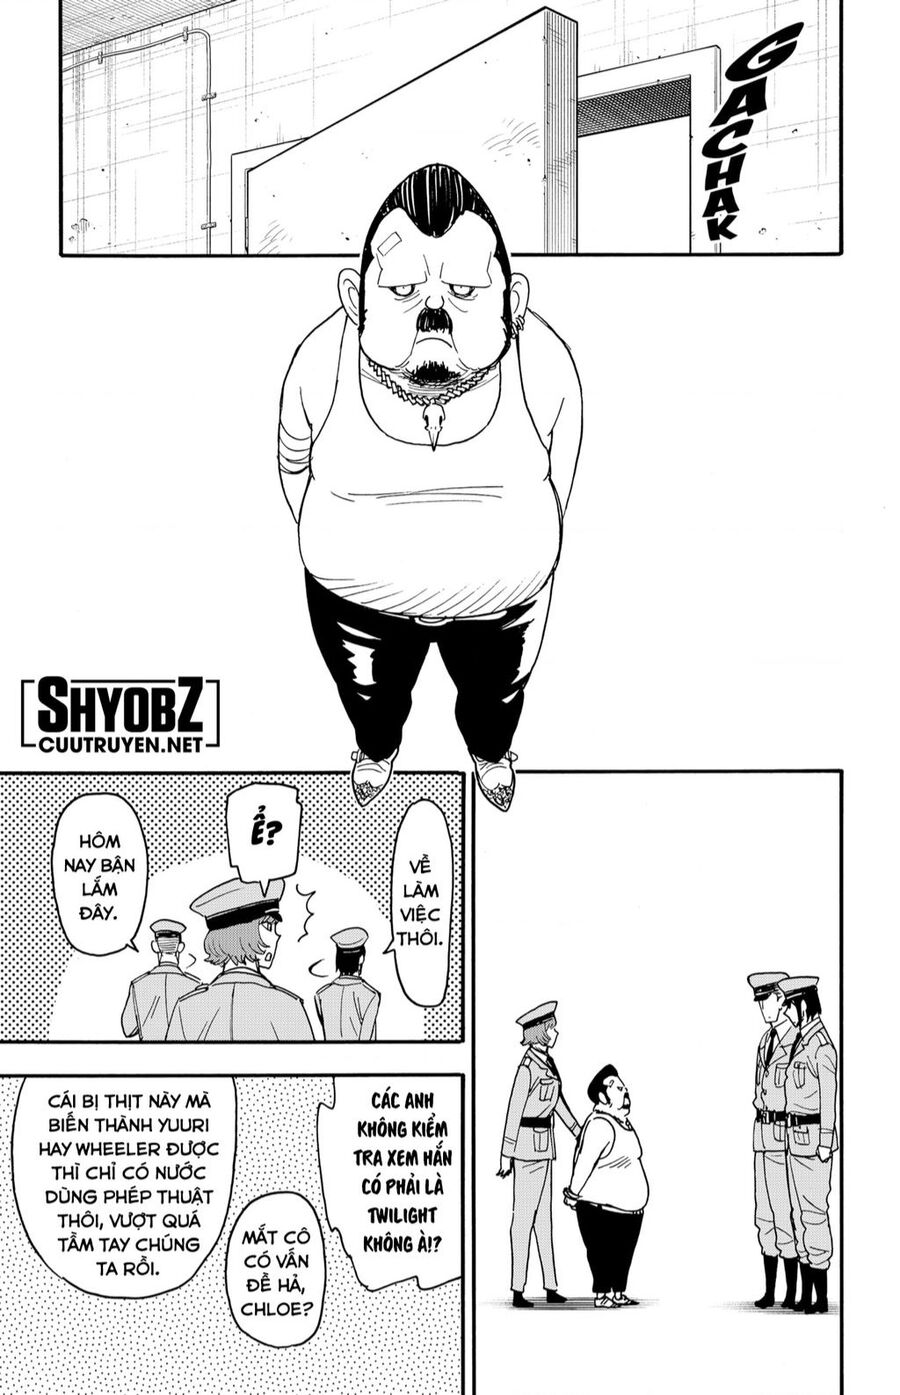 GACHAK
SHYOBZ
CUUTRUYEN.NET
VỀ
LÀM
VIỆC
THÔI.
Ể?
HÔM
NAY BẬN
LẮM
ĐÂY.
CÁC ANH
KHÔNG KIỂM
TRA XEM HẮN
CÓ PHẢI LÀ
TWILIGHT
KHÔNG À!?
MẮT CÔ
CÓ VẤN
ĐỀ HẢ,
CHLOE?
CÁI BỊ THỊT NÀY MÀ
BIẾN THÀNH YUURI
HAY WHEELER ĐƯỢC
THÌ CHỈ CÓ NƯỚC
DÙNG PHÉP THUẬT
THÔI, VƯỢT QUÁ
TẦM TAY CHÚNG
TA RỒI.